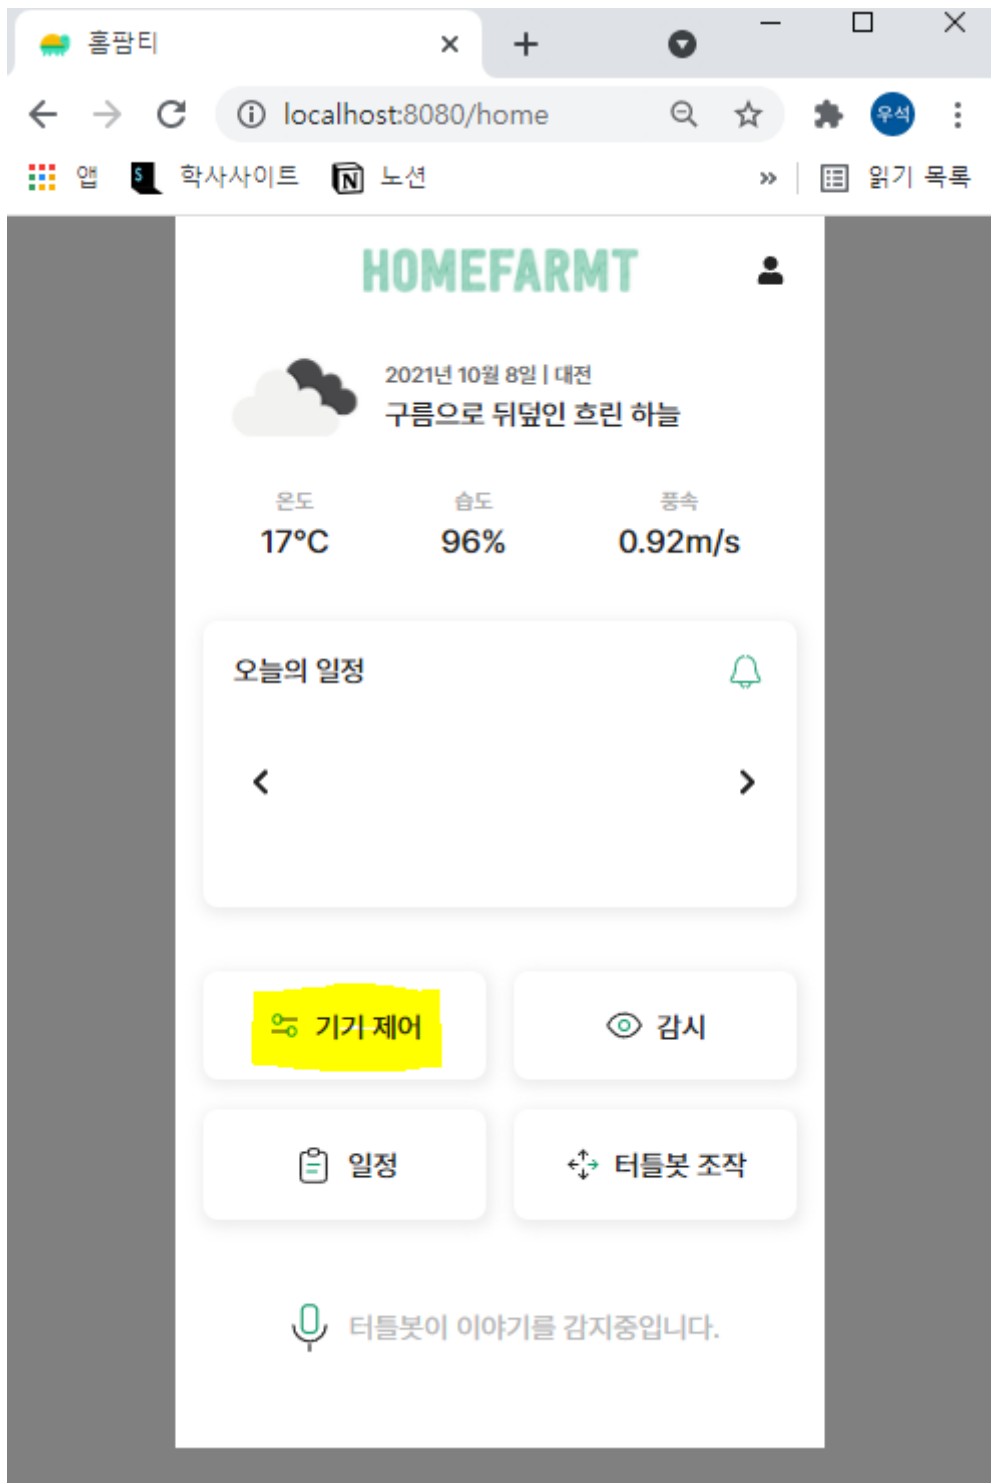 홈팜티
localhost:8080/home
우석
앱 학사사이트 노션 » 읽기 목록
HOMEFARMT
2021년 10월 8일 | 대전
구름으로 뒤덮인 흐린 하늘
온도 습도 풍속
17°C 96% 0.92m/s
오늘의 일정
기기 제어 감시
일정 터틀봇 조작
터틀봇이 이야기를 감지중입니다.